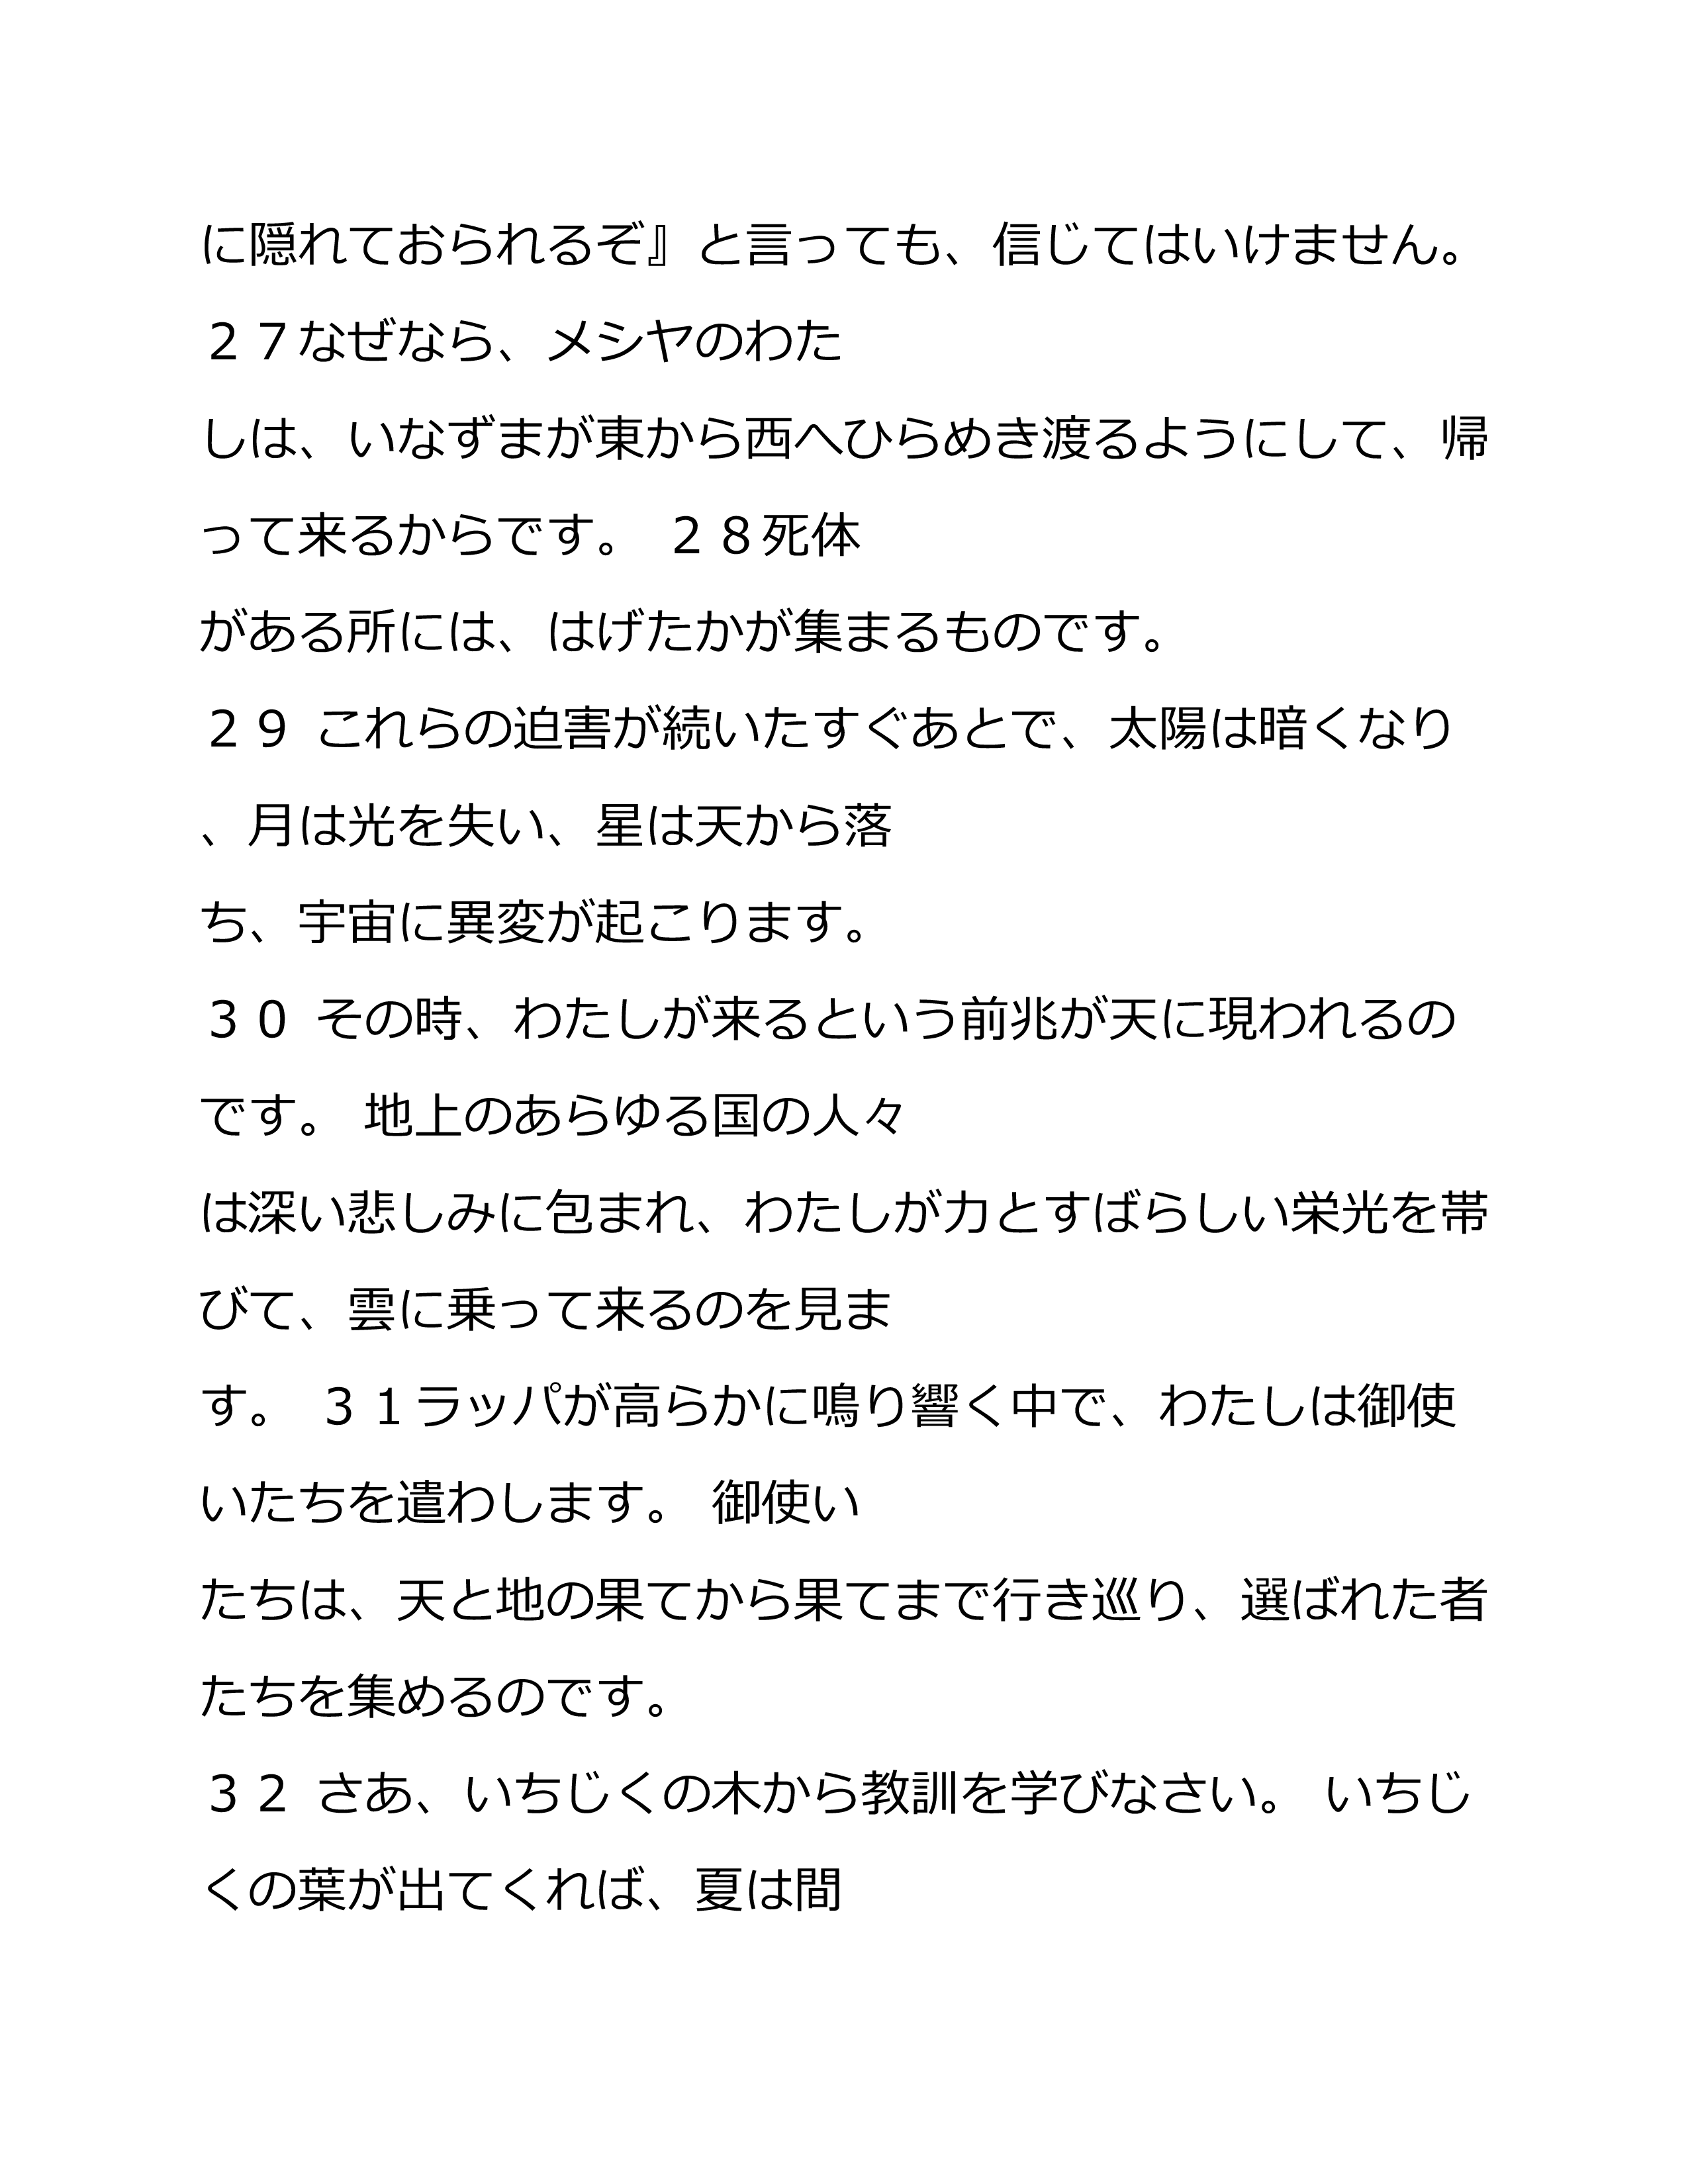 に隠れておられるぞ』と言っても、信じてはいけません。
２７なぜなら、メシヤのわた
しは、いなずまが東から西へひらめき渡るようにして、帰
って来るからです。 ２８死体
がある所には、はげたかが集まるものです。
２９ これらの迫害が続いたすぐあとで、太陽は暗くなり
、月は光を失い、星は天から落
ち、宇宙に異変が起こります。
３０ その時、わたしが来るという前兆が天に現われるの
です。 地上のあらゆる国の人々
は深い悲しみに包まれ、わたしが力とすばらしい栄光を帯
びて、雲に乗って来るのを見ま
す。 ３１ラッパが高らかに鳴り響く中で、わたしは御使
いたちを遣わします。 御使い
たちは、天と地の果てから果てまで行き巡り、選ばれた者
たちを集めるのです。
３２ さあ、いちじくの木から教訓を学びなさい。 いちじ
くの葉が出てくれば、夏は間